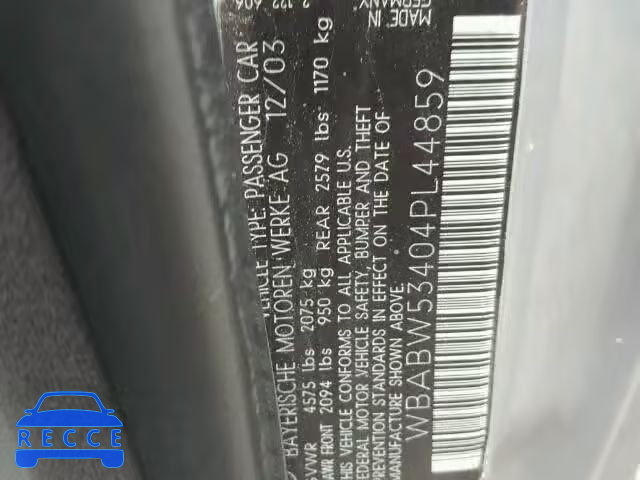 BAYERISCHE MOTOREN WERKE AG 12/03
VEHICLE TYPE: PASSENGER CAR
GVWR 4575 lbs 2075 kg
GAWR FRONT 2094 lbs 950 kg REAR 2579 lbs 1170 kg
THIS VEHICLE CONFORMS TO ALL APPLICABLE U.S.
FEDERAL MOTOR VEHICLE SAFETY, BUMPER AND THEFT
PREVENTION STANDARDS IN EFFECT ON THE DATE OF
MANUFACTURE SHOWN ABOVE.
WBABW53404PL44859
MADE IN
GERMANY
RECCE